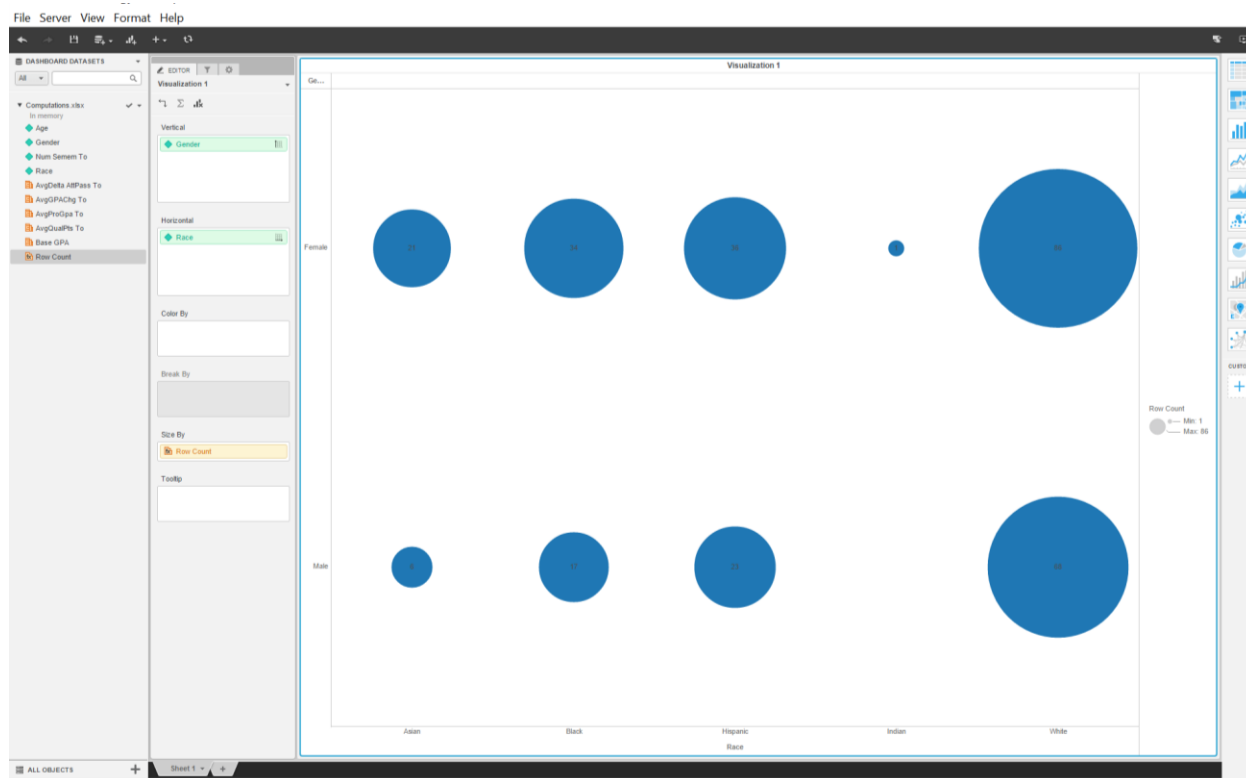 File Server View Format Help
DASHBOARD DATASETS
All
Computations.xlsx
In memory
Age
Gender
Num Semem To
Race
AvgDelta AttPass To
AvgGPAChg To
AvgProGpa To
AvgQualPts To
Base GPA
Row Count
ALL OBJECTS
EDITOR
Visualization 1
Vertical
Gender
Horizontal
Race
Color By
Break By
Size By
Row Count
Tooltip
Sheet 1
Visualization 1
Ge...
Female
Male
17
Asian Black Hispanic Indian White
Race
Row Count
Min: 1
Max: 86